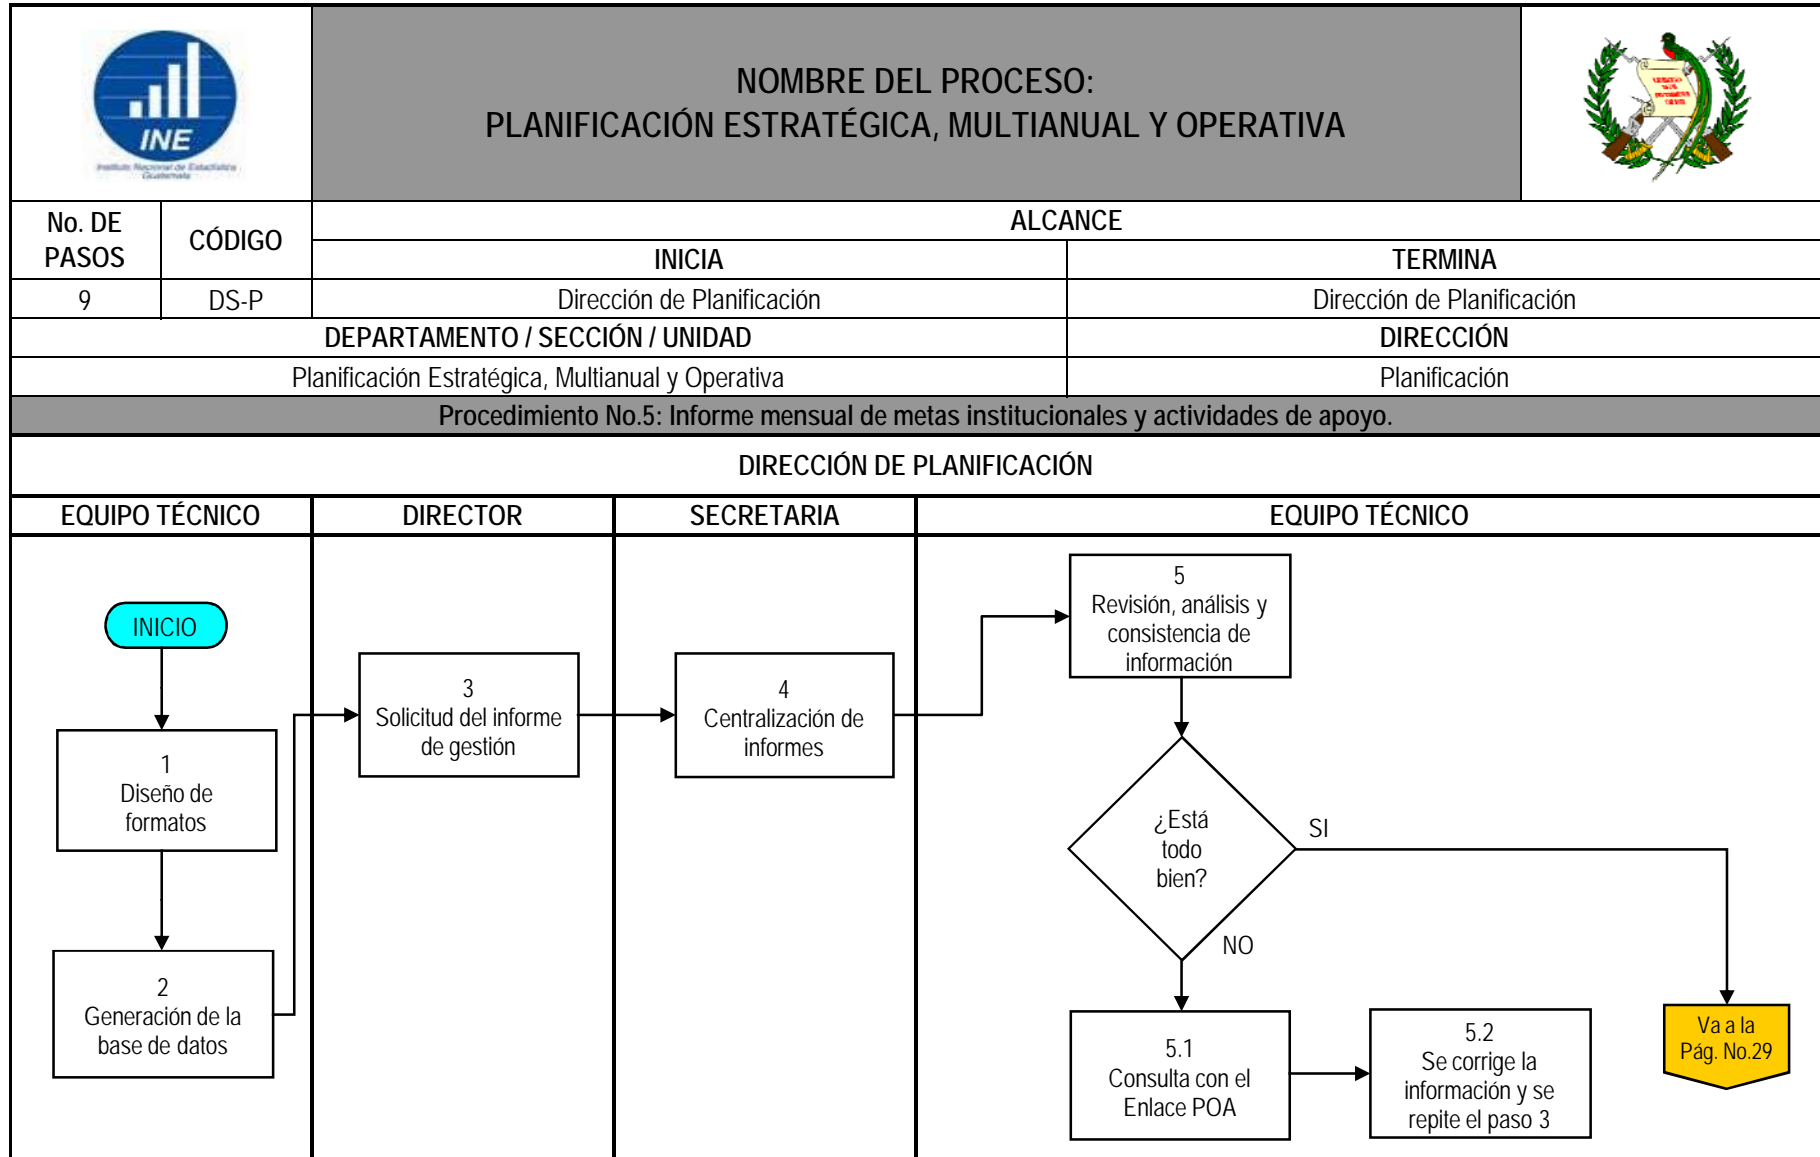 INE
Instituto Nacional de Estadística
Guatemala
NOMBRE DEL PROCESO:
PLANIFICACIÓN ESTRATÉGICA, MULTIANUAL Y OPERATIVA
No. DE
PASOS
CÓDIGO
ALCANCE
INICIA
TERMINA
9
DS-P
Dirección de Planificación
Dirección de Planificación
DEPARTAMENTO / SECCIÓN / UNIDAD
DIRECCIÓN
Planificación Estratégica, Multianual y Operativa
Planificación
Procedimiento No.5: Informe mensual de metas institucionales y actividades de apoyo.
DIRECCIÓN DE PLANIFICACIÓN
EQUIPO TÉCNICO
DIRECTOR
SECRETARIA
EQUIPO TÉCNICO
INICIO
1
Diseño de
formatos
2
Generación de la
base de datos
3
Solicitud del informe
de gestión
4
Centralización de
informes
5
Revisión, análisis y
consistencia de
información
¿Está
todo
bien?
SI
NO
5.1
Consulta con el
Enlace POA
5.2
Se corrige la
información y se
repite el paso 3
Va a la
Pág. No.29